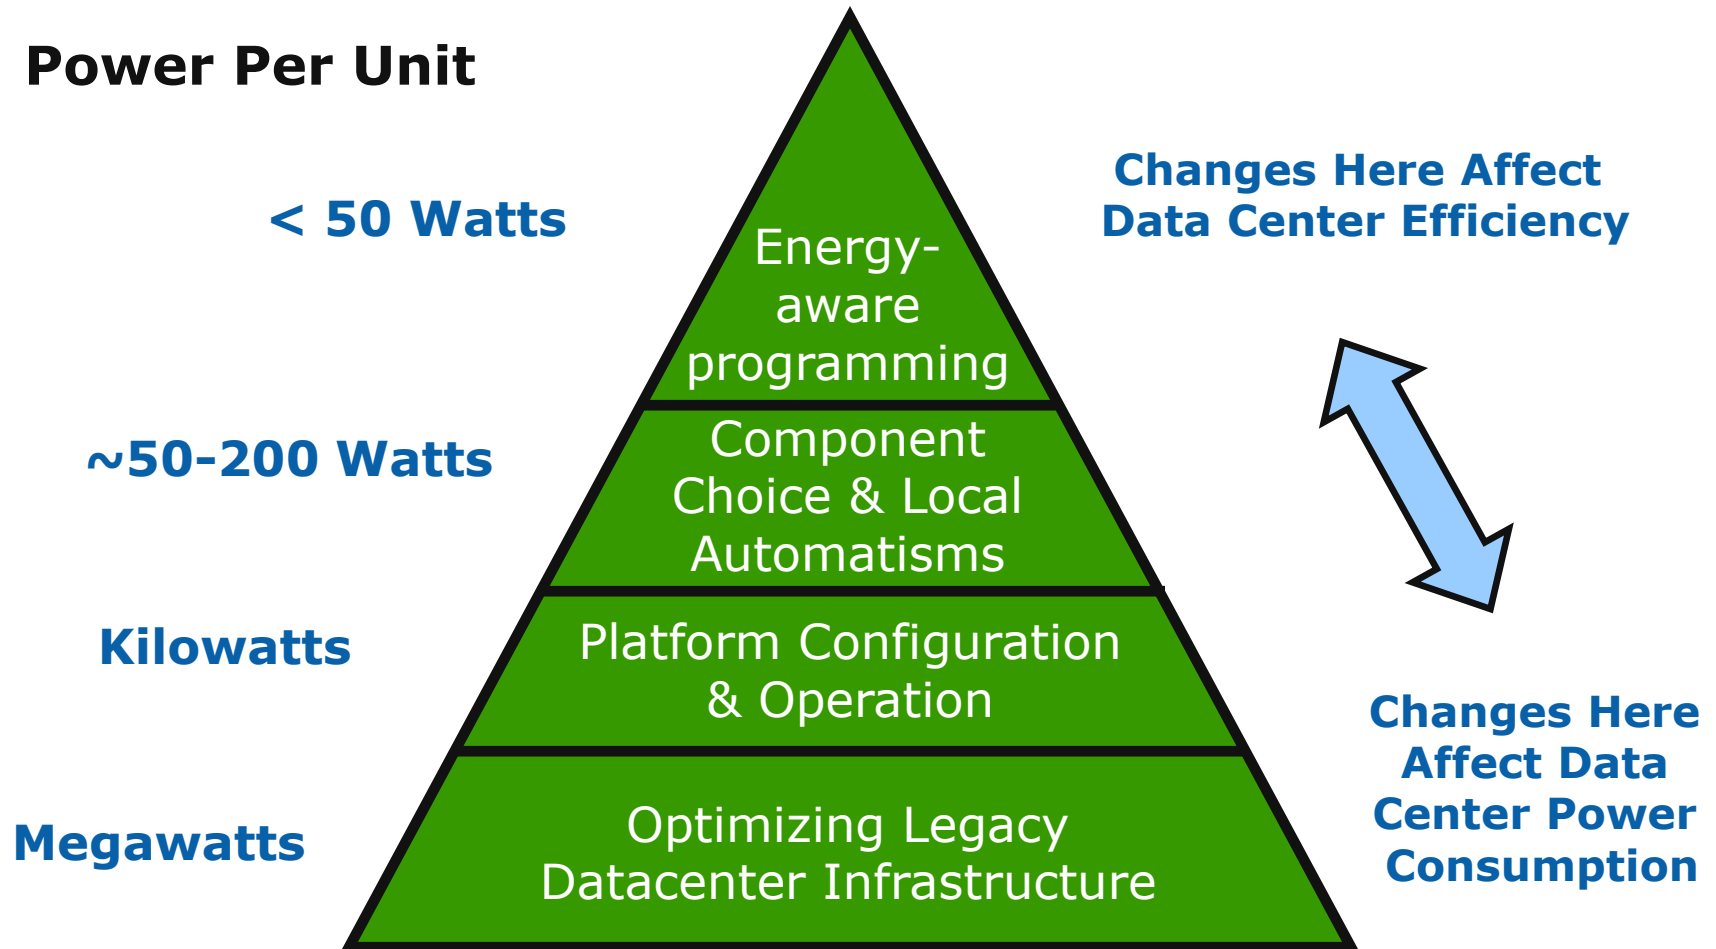 Power Per Unit
< 50 Watts
~50-200 Watts
Kilowatts
Megawatts
Energy-
aware
programming
Component
Choice & Local
Automatisms
Platform Configuration
& Operation
Optimizing Legacy
Datacenter Infrastructure
Changes Here Affect
Data Center Efficiency
Changes Here
Affect Data
Center Power
Consumption